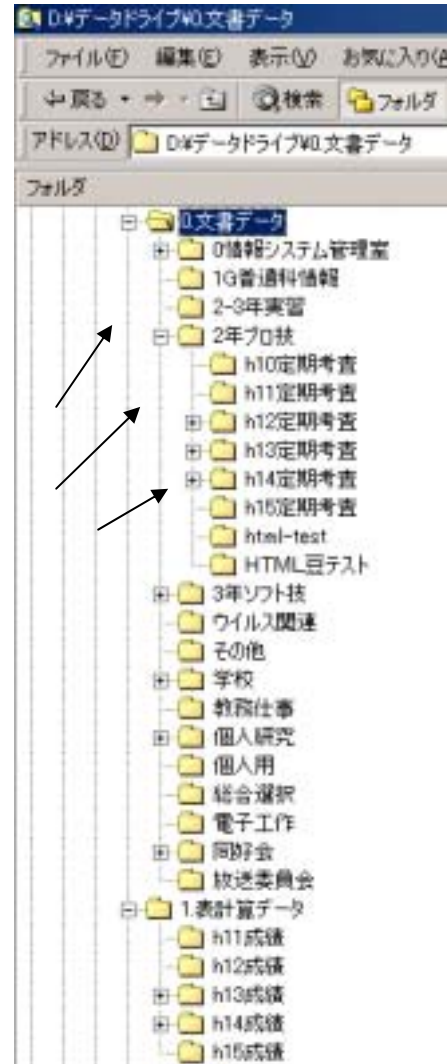 D:¥データドライブ¥0.文書データ
ファイル(F) 編集(E) 表示(V) お気に入り(A
戻る 検索 フォルダ
アドレス(D) D:¥データドライブ¥0.文書データ
フォルダ
0.文書データ
0情報システム管理室
1G普通科情報
2-3年実習
2年プロ技
h10定期考査
h11定期考査
h12定期考査
h13定期考査
h14定期考査
h15定期考査
html-test
HTML豆テスト
3年ソフト技
ウイルス関連
その他
学校
教務仕事
個人研究
個人用
総合選択
電子工作
同好会
放送委員会
1.表計算データ
h11成績
h12成績
h13成績
h14成績
h15成績